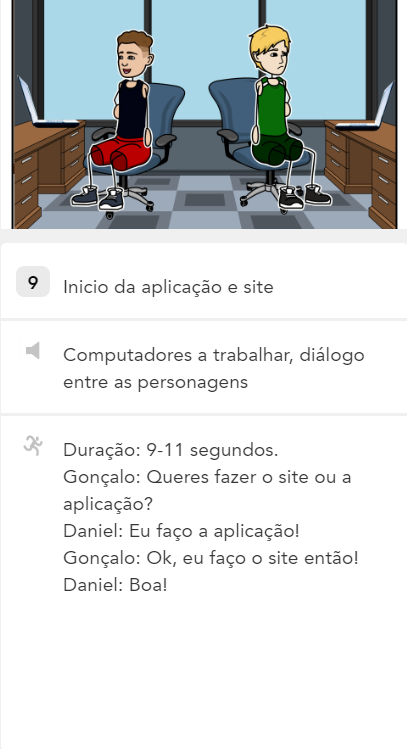 9 Inicio da aplicação e site
Computadores a trabalhar, diálogo
entre as personagens
Duração: 9-11 segundos.
Gonçalo: Queres fazer o site ou a
aplicação?
Daniel: Eu faço a aplicação!
Gonçalo: Ok, eu faço o site então!
Daniel: Boa!